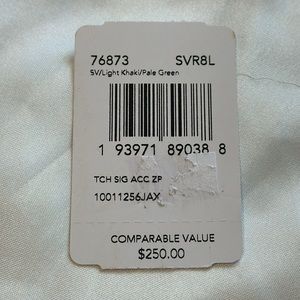 76873 SVR8L
SV/Light Khaki/Pale Green
1 93971 89038 8
TCH SIG ACC ZP
10011256JAX
COMPARABLE VALUE
$250.00